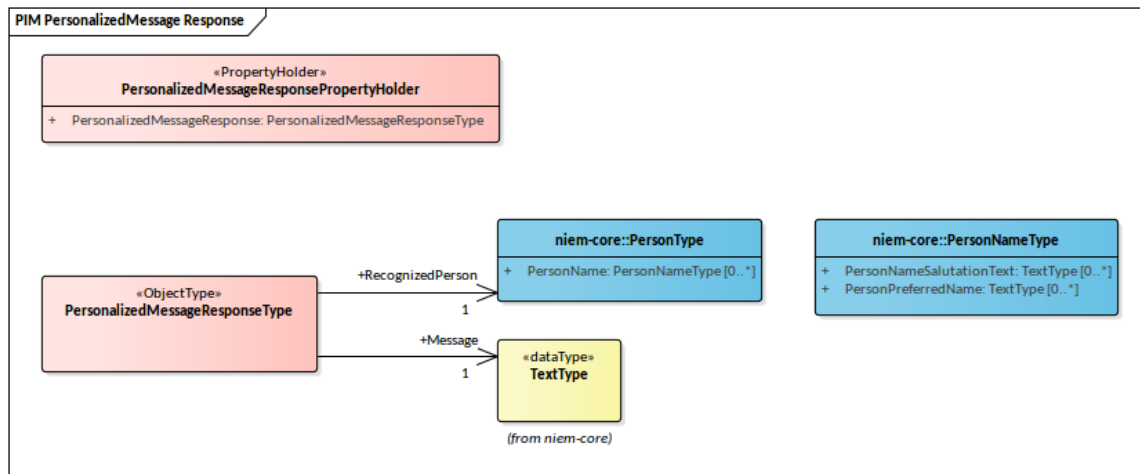 PIM PersonalizedMessage Response
«PropertyHolder»
PersonalizedMessageResponsePropertyHolder
+ PersonalizedMessageResponse: PersonalizedMessageResponseType
niem-core::PersonType
+ PersonName: PersonNameType [0..*]
niem-core::PersonNameType
+ PersonNameSalutationText: TextType [0..*]
+ PersonPreferredName: TextType [0..*]
«ObjectType»
PersonalizedMessageResponseType
+RecognizedPerson
1
+Message
1
«dataType»
TextType
(from niem-core)